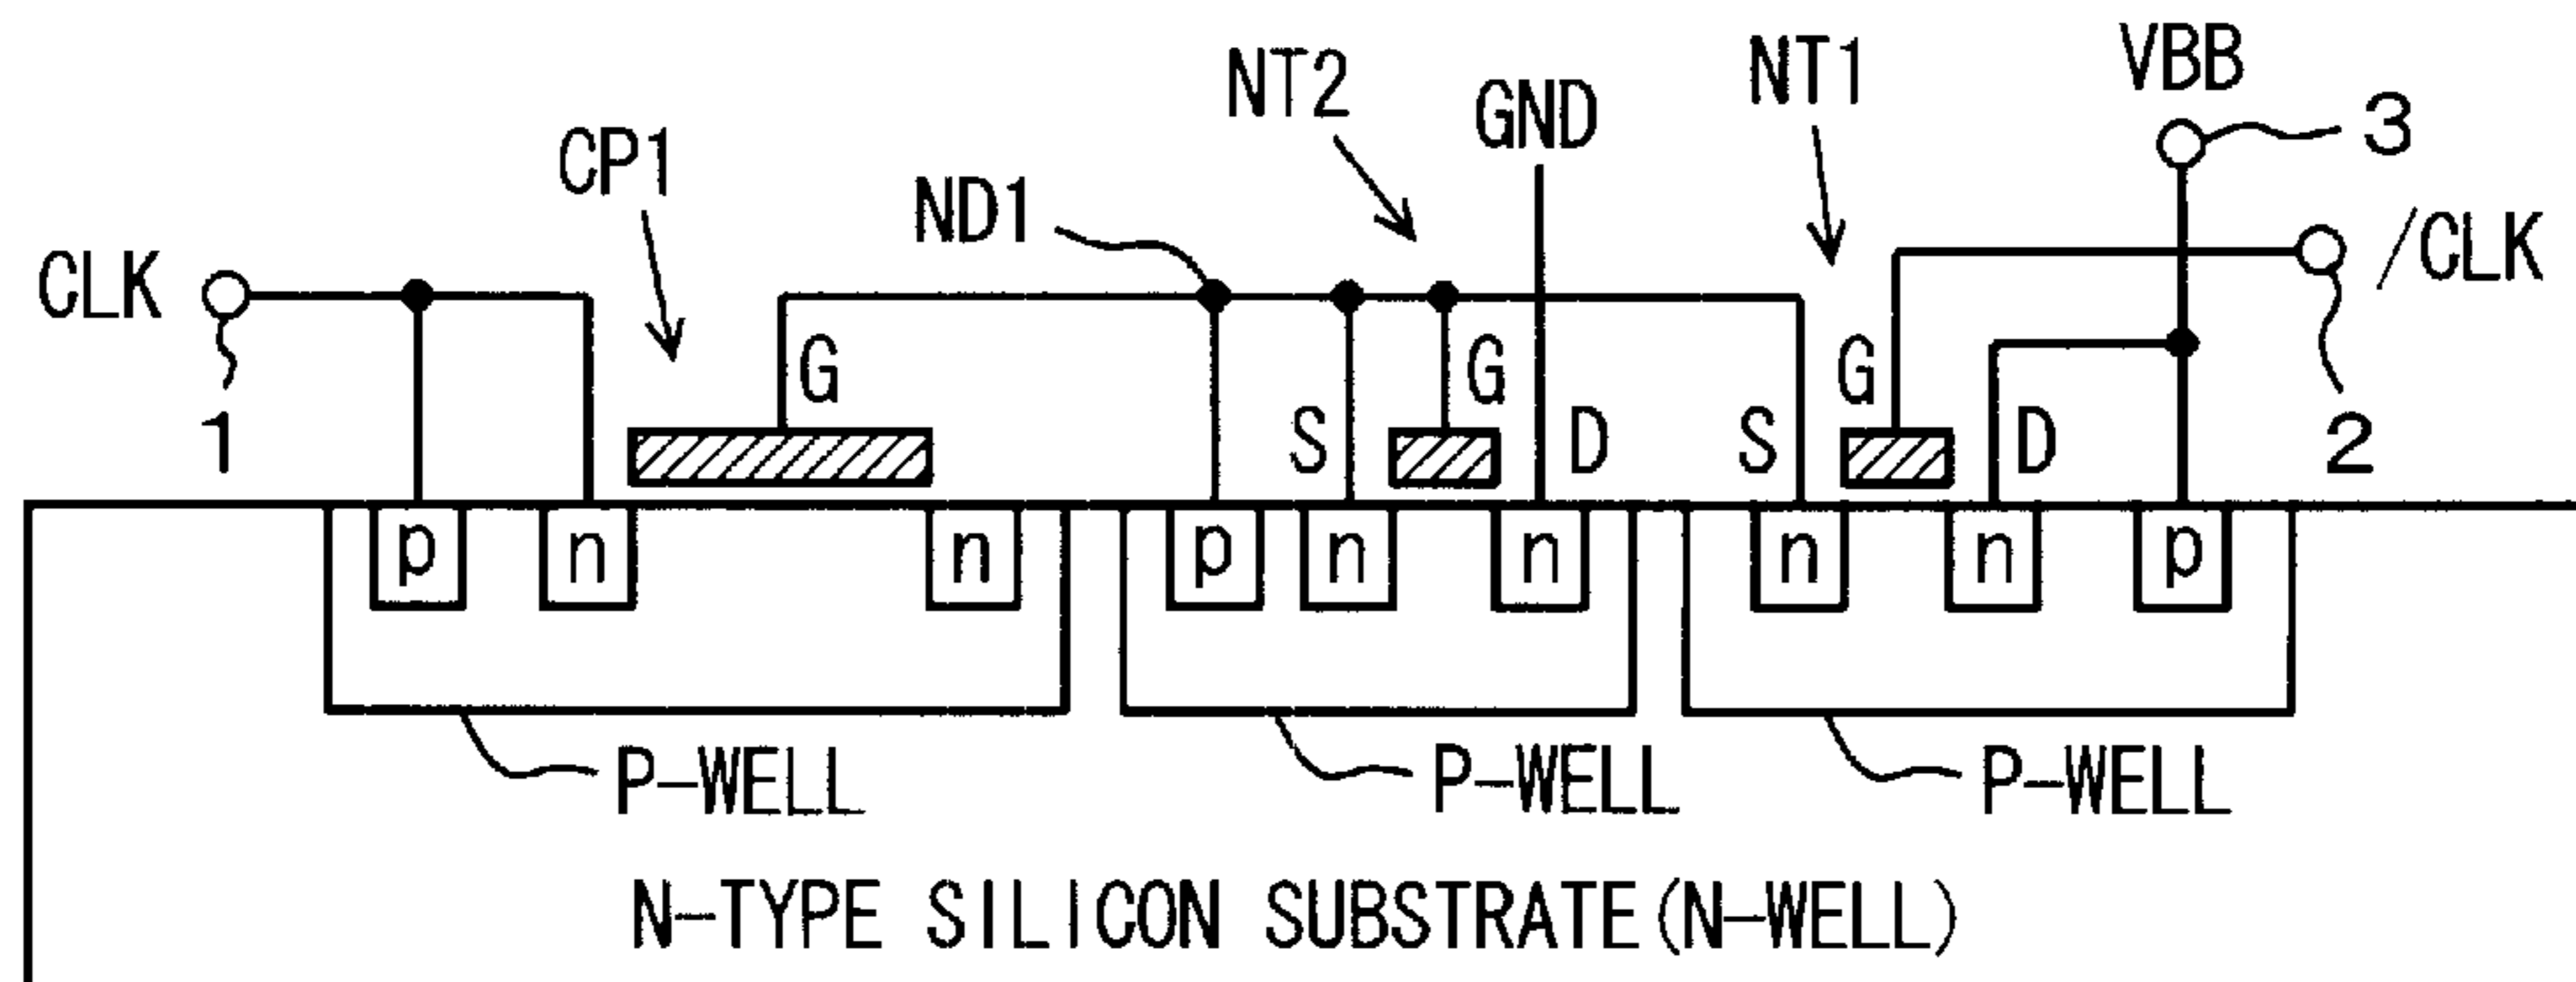 VBB
NT1
NT2
GND
3
CP1
ND1
CLK
/CLK
G
G
G
S
D
S
D
1
2
p
n
n
p
n
n
n
n
p
P-WELL
P-WELL
P-WELL
N-TYPE SILICON SUBSTRATE(N-WELL)